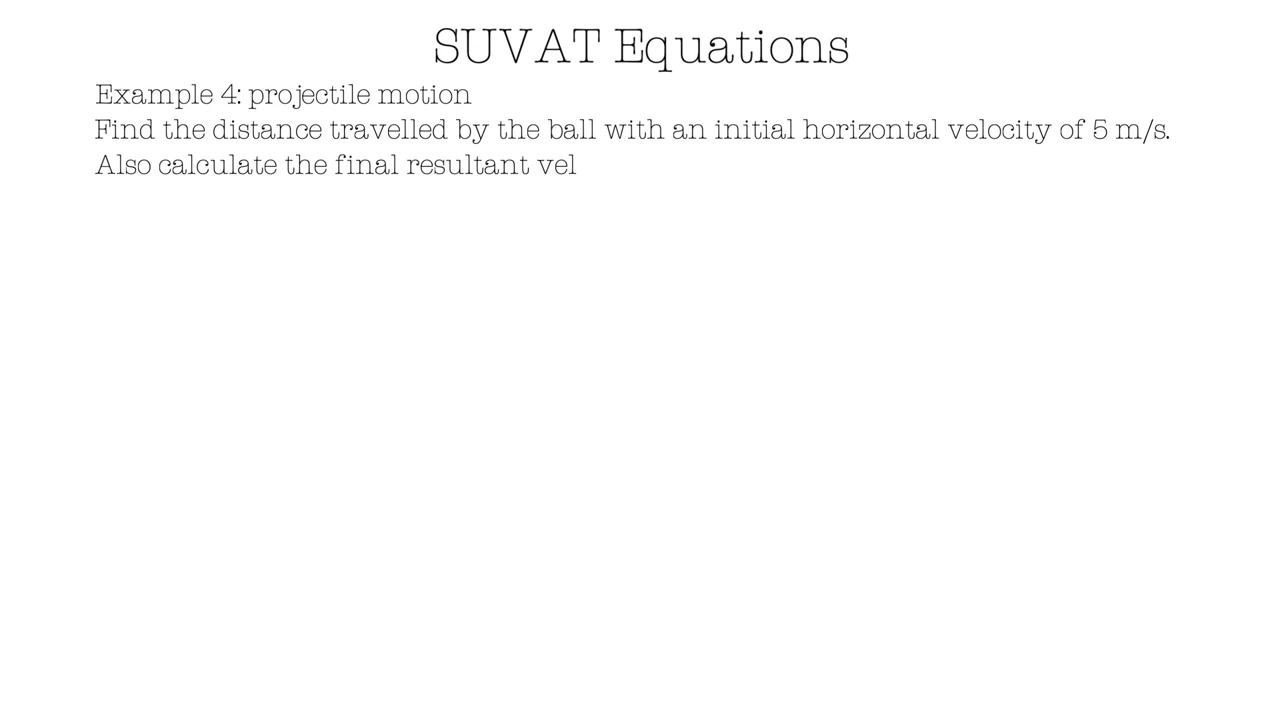 SUVAT Equations
Example 4: projectile motion
Find the distance travelled by the ball with an initial horizontal velocity of 5 m/s.
Also calculate the final resultant vel